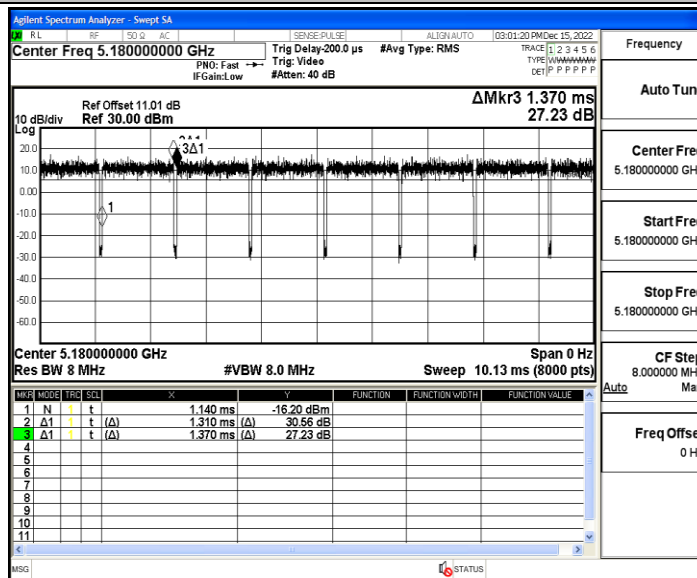 Agilent Spectrum Analyzer - Swept SA
RL RF 50 Ω AC SENSE:PULSE ALIGN AUTO 03:01:20 PM Dec 15, 2022
Center Freq 5.180000000 GHz
PNO: Fast
IFGain:Low
Trig Delay-200.0 µs
Trig: Video
#Atten: 40 dB
#Avg Type: RMS
TRACE 1 2 3 4 5 6
TYPE
DET P P P P P P
Ref Offset 11.01 dB
10 dB/div Ref 30.00 dBm
Log
ΔMkr3 1.370 ms
27.23 dB
20.0
10.0
0.00
-10.0
-20.0
-30.0
-40.0
-50.0
-60.0
3Δ1
1
Center 5.180000000 GHz Span 0 Hz
Res BW 8 MHz #VBW 8.0 MHz Sweep 10.13 ms (8000 pts)
MKR MODE TRC SCL X Y FUNCTION FUNCTION WIDTH FUNCTION VALUE
1 N 1 t 1.140 ms -16.20 dBm
2 Δ1 1 t (Δ) 1.310 ms (Δ) 30.56 dB
3 Δ1 1 t (Δ) 1.370 ms (Δ) 27.23 dB
4
5
6
7
8
9
10
11
MSG STATUS
Frequency
Auto Tun
Center Fre
5.180000000 GH
Start Fre
5.180000000 GH
Stop Fre
5.180000000 GH
CF Step
8.000000 MH
Auto Ma
Freq Offse
0 H